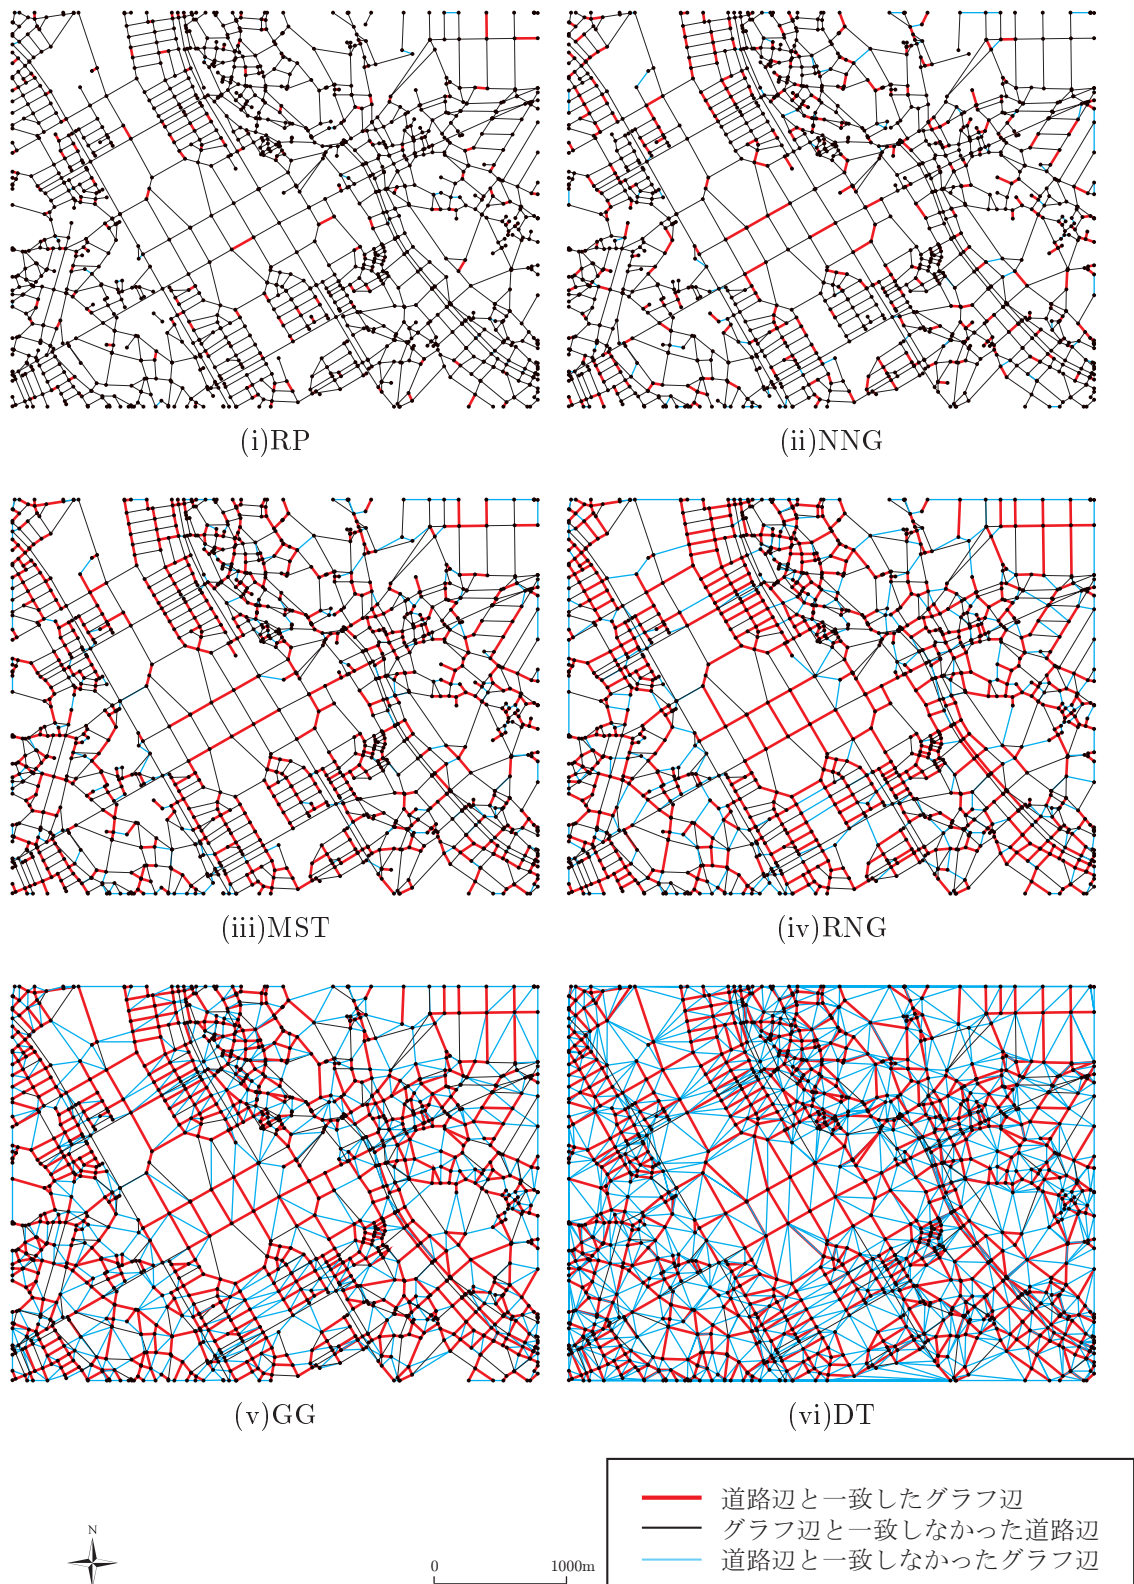 (i)RP
(ii)NNG
(iii)MST
(iv)RNG
(v)GG
(vi)DT
N
0 1000m
道路辺と一致したグラフ辺
グラフ辺と一致しなかった道路辺
道路辺と一致しなかったグラフ辺